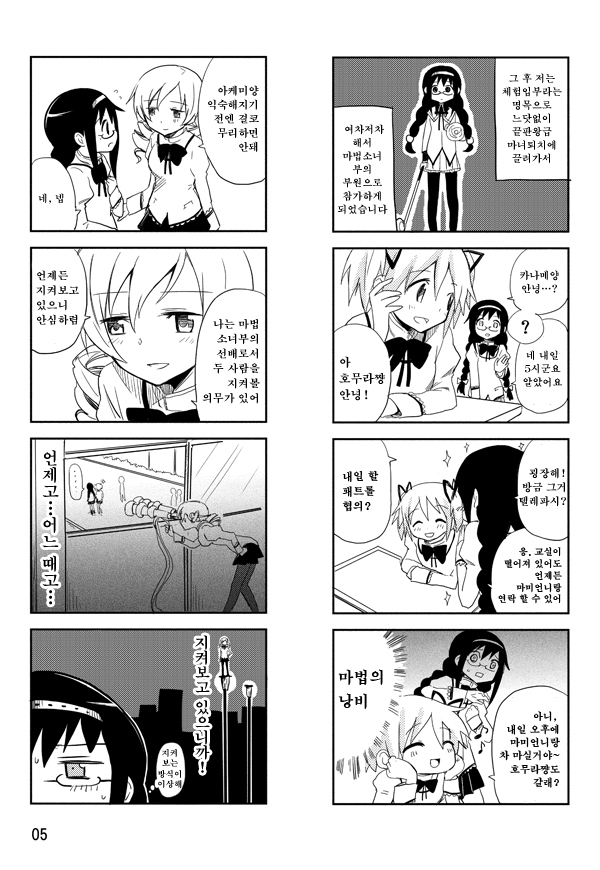 그 후 저는
체험입부라는
명목으로
느닷없이
끝판왕급
마녀퇴치에
끌려가서
어차저차
해서
마법소녀
부의
부원으로
참가하게
되었습니다
카나메양
안녕…?
?
네 내일
5시군요
알았어요
아
호무라쨩
안녕!
굉장해!
방금 그거
텔레파시?
내일 할
패트롤
협의?
응, 교실이
떨어져 있어도
언제든
마미언니랑
연락 할 수 있어
아니,
내일 오후에
마미언니랑
차 마실거야~
호무라쨩도
갈래?
마법의
낭비
아케미양
익숙해지기
전엔 결코
무리하면
안돼
네, 넵
나는 마법
소녀부의
선배로서
두 사람을
지켜볼
의무가 있어
언제든
지켜보고
있으니
안심하렴
언제고…어느 때고…
지켜보고 있으니까!
지켜
보는
방식이
이상해
05